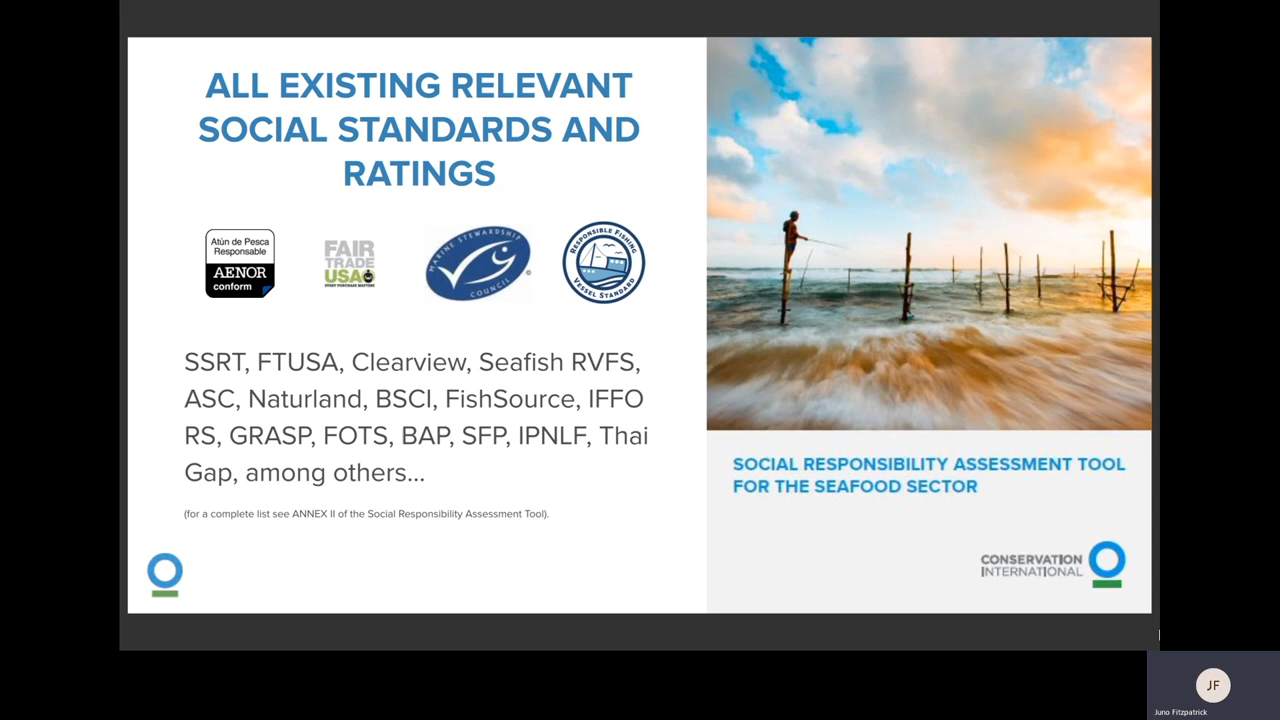 ALL EXISTING RELEVANT
SOCIAL STANDARDS AND
RATINGS
Atún de Pesca
Responsable
AENOR
conform
FAIR
TRADE
USA
EVERY PURCHASE MATTERS
MARINE STEWARDSHIP
COUNCIL
RESPONSIBLE FISHING
VESSEL STANDARD
SSRT, FTUSA, Clearview, Seafish RVFS,
ASC, Naturland, BSCI, FishSource, IFFO
RS, GRASP, FOTS, BAP, SFP, IPNLF, Thai
Gap, among others...
(for a complete list see ANNEX II of the Social Responsibility Assessment Tool).
SOCIAL RESPONSIBILITY ASSESSMENT TOOL
FOR THE SEAFOOD SECTOR
CONSERVATION
INTERNATIONAL
JF
Juno Fitzpatrick